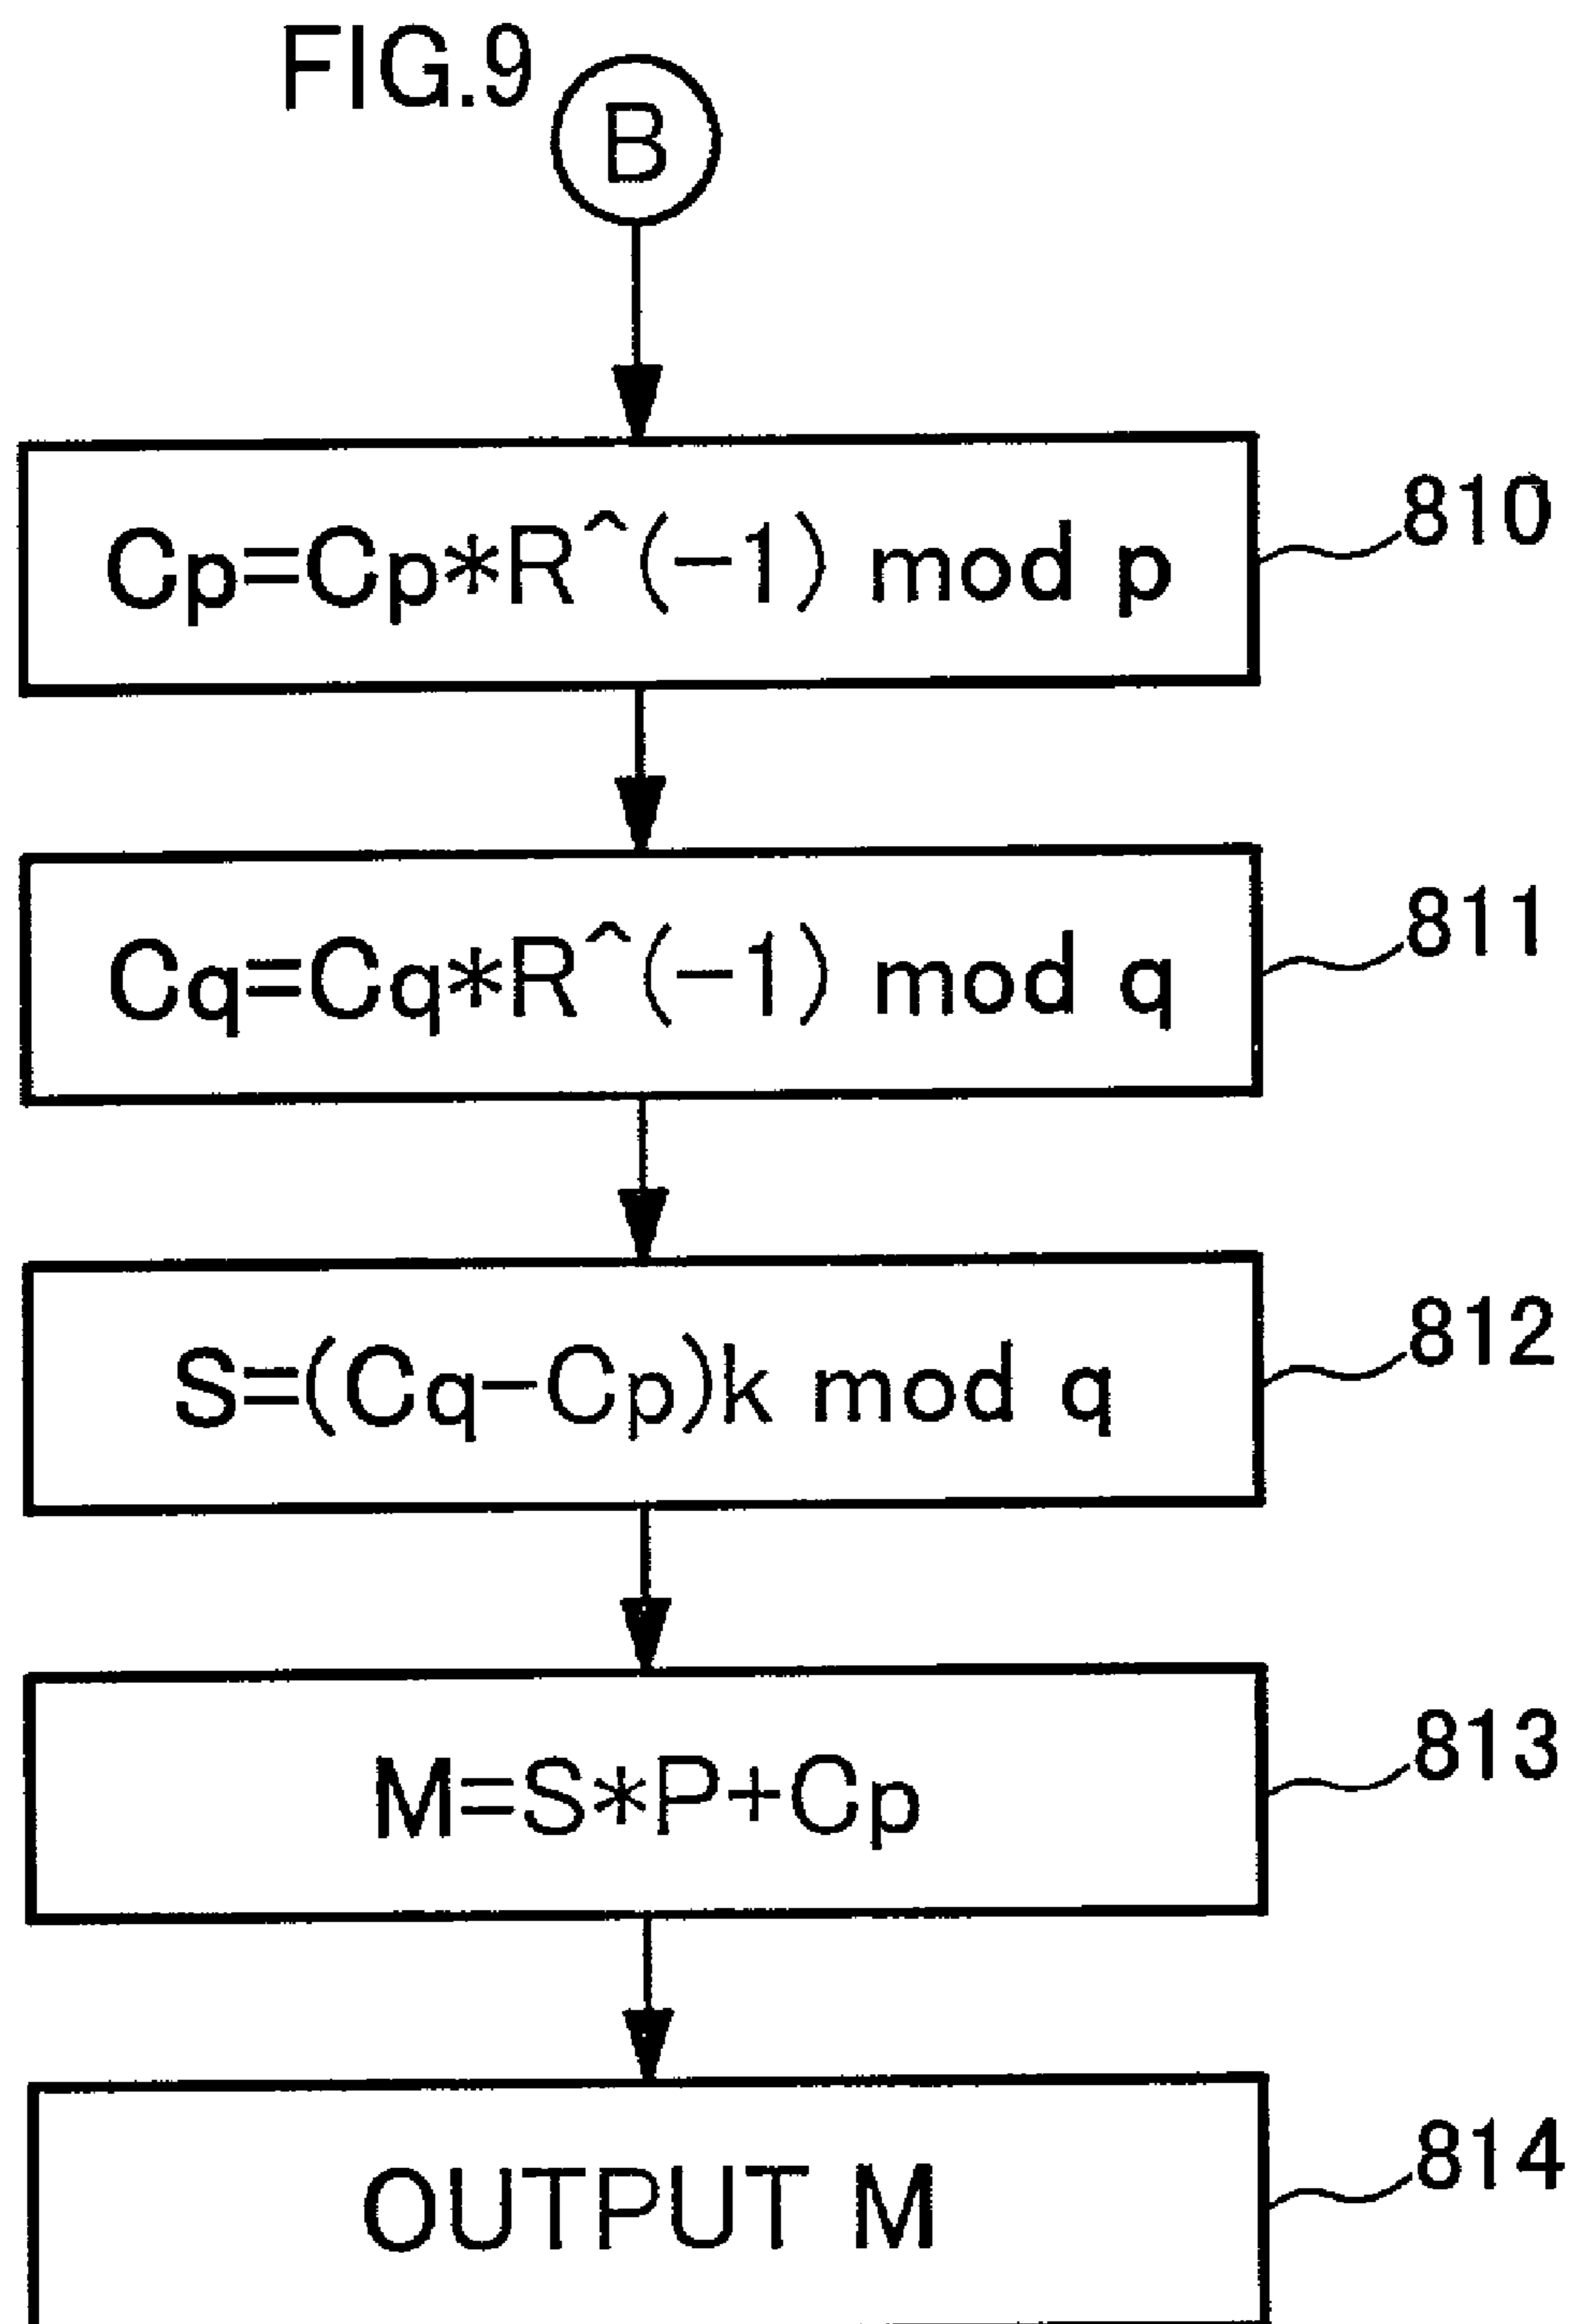 FIG.9
B
Cp=Cp*R^(-1) mod p
810
Cq=Cq*R^(-1) mod q
811
S=(Cq-Cp)k mod q
812
M=S*P+Cp
813
OUTPUT M
814